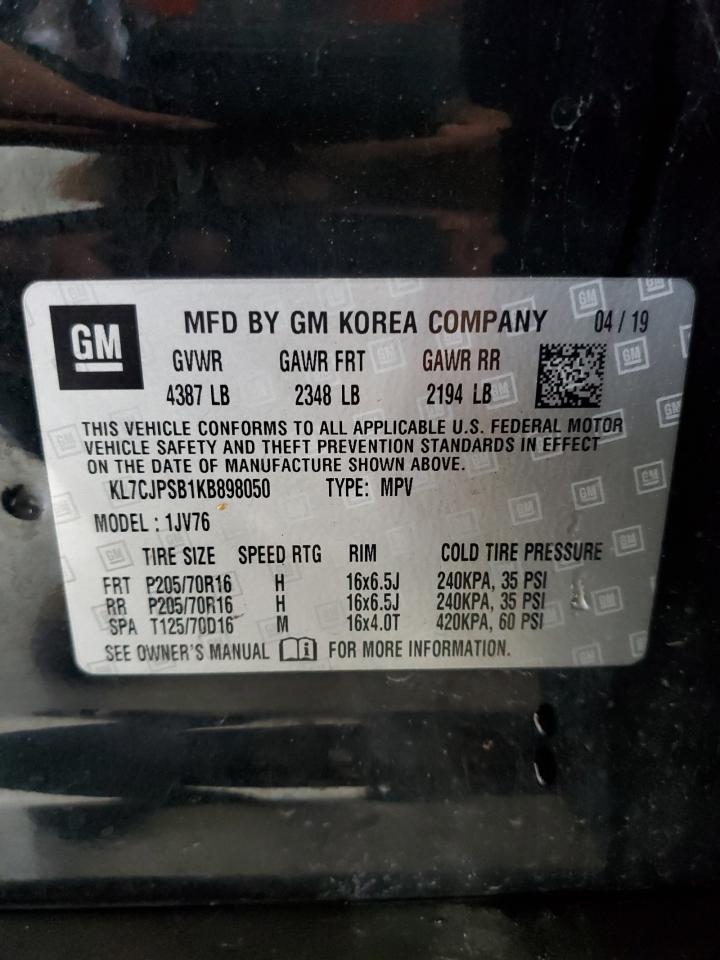 GM MFD BY GM KOREA COMPANY 04 / 19
GVWR GAWR FRT GAWR RR
4387 LB 2348 LB 2194 LB
THIS VEHICLE CONFORMS TO ALL APPLICABLE U.S. FEDERAL MOTOR
VEHICLE SAFETY AND THEFT PREVENTION STANDARDS IN EFFECT
ON THE DATE OF MANUFACTURE SHOWN ABOVE.
KL7CJPSB1KB898050 TYPE: MPV
MODEL : 1JV76
TIRE SIZE SPEED RTG RIM COLD TIRE PRESSURE
FRT P205/70R16 H 16x6.5J 240KPA, 35 PSI
RR P205/70R16 H 16x6.5J 240KPA, 35 PSI
SPA T125/70D16 M 16x4.0T 420KPA, 60 PSI
SEE OWNER'S MANUAL FOR MORE INFORMATION.